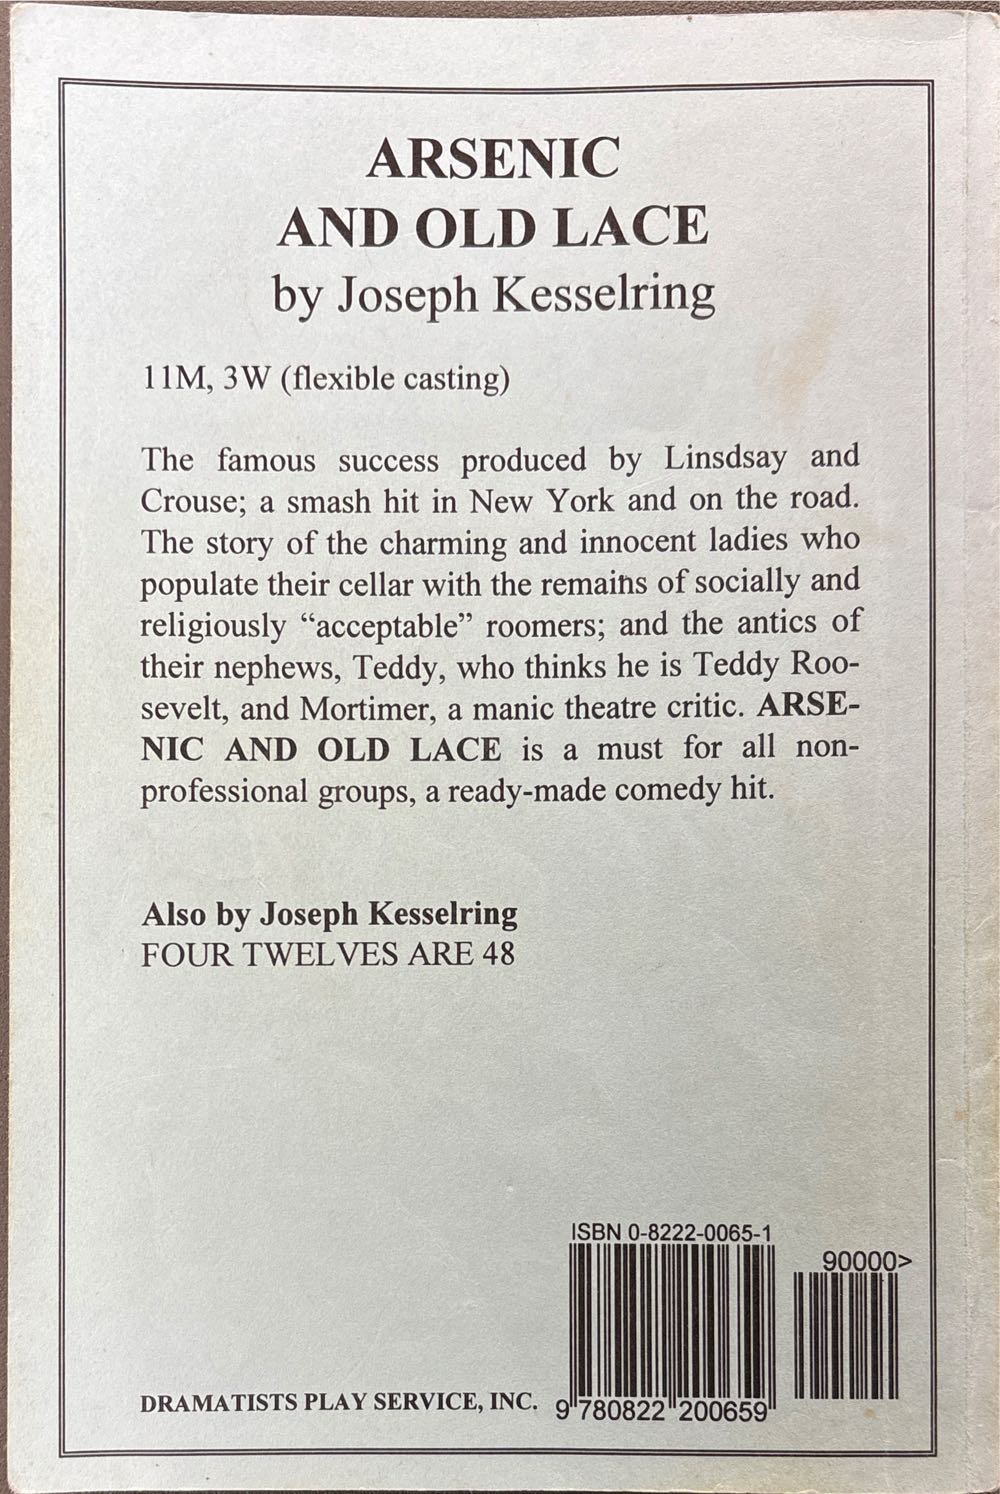 ARSENIC
AND OLD LACE
by Joseph Kesselring
11M, 3W (flexible casting)
The famous success produced by Linsdsay and
Crouse; a smash hit in New York and on the road.
The story of the charming and innocent ladies who
populate their cellar with the remains of socially and
religiously “acceptable” roomers; and the antics of
their nephews, Teddy, who thinks he is Teddy Roo-
sevelt, and Mortimer, a manic theatre critic. ARSE-
NIC AND OLD LACE is a must for all non-
professional groups, a ready-made comedy hit.
Also by Joseph Kesselring
FOUR TWELVES ARE 48
ISBN 0-8222-0065-1
90000>
DRAMATISTS PLAY SERVICE, INC.
9 780822 200659